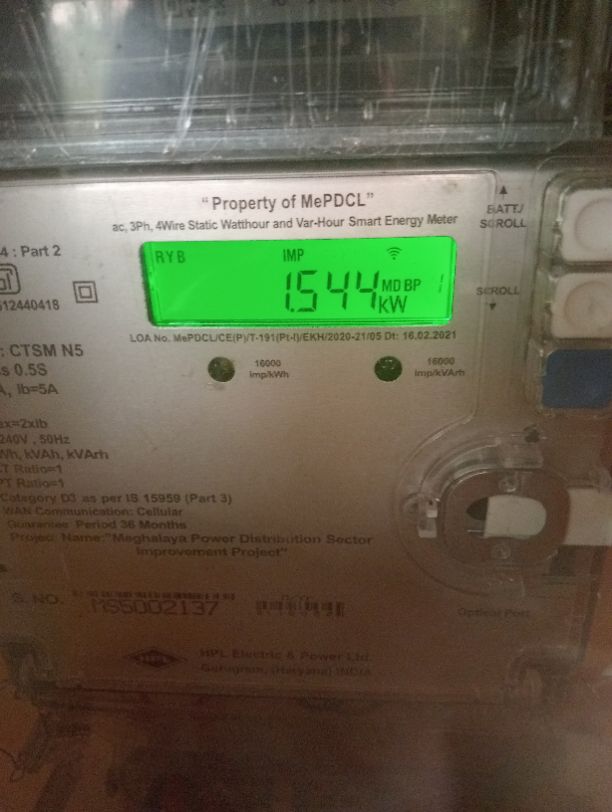 "Property of MePDCL"
ac, 3Ph, 4Wire Static Watthour and Var-Hour Smart Energy Meter
BATT/
SCROLL
4 : Part 2
RYB IMP
1.544 MD BP
kW
512440418
SCROLL
LOA No. MePDCL/CE(P)/T-191(Pt-I)/EKH/2020-21/05 Dt: 16.02.2021
: CTSM N5
16000
imp/kWh
16000
imp/kVArh
0.5S
A, Ib=5A
=2xIb
240V , 50Hz
Wh, kVAh, kVArh
CT Ratio=1
PT Ratio=1
Category D3 as per IS 15959 (Part 3)
WAN Communication: Cellular
Guarantee Period 36 Months
Project Name:"Meghalaya Power Distribution Sector
Improvement Project"
S. NO. MS5002137
Optical Port
HPL
HPL Electric & Power Ltd.
Gurugram, (Haryana) INDIA